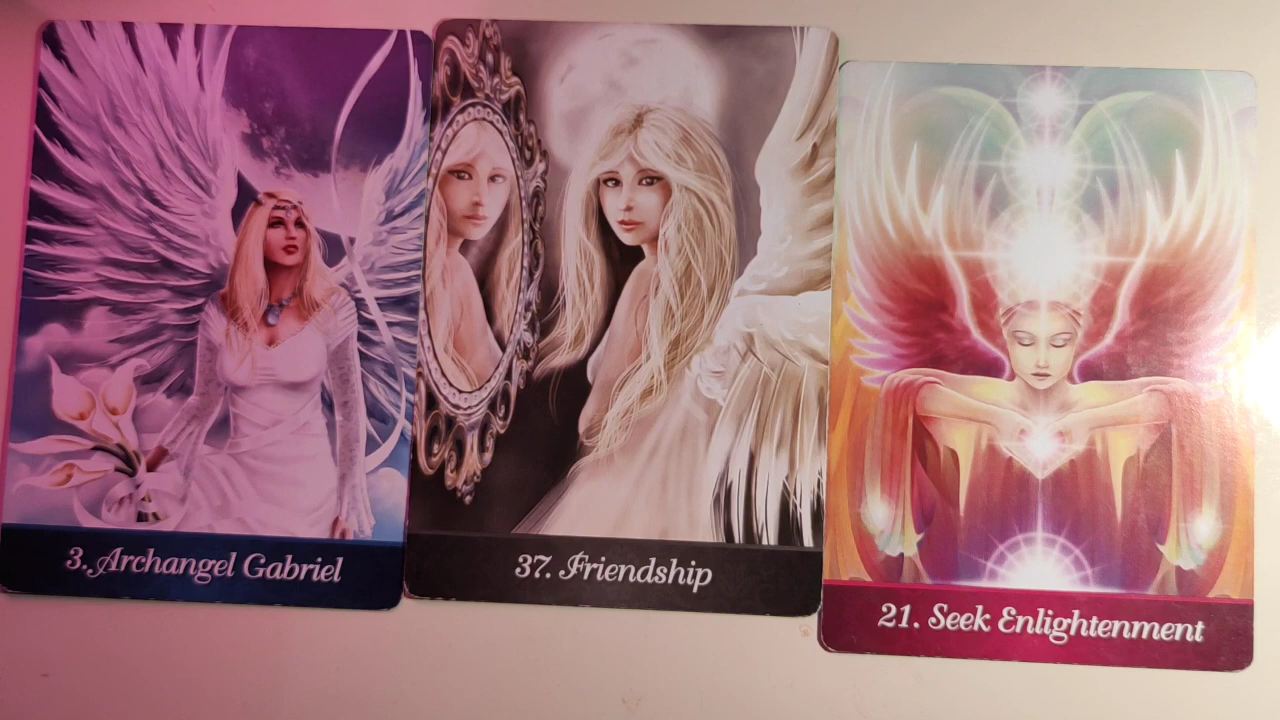 3. Archangel Gabriel
37. Friendship
21. Seek Enlightenment